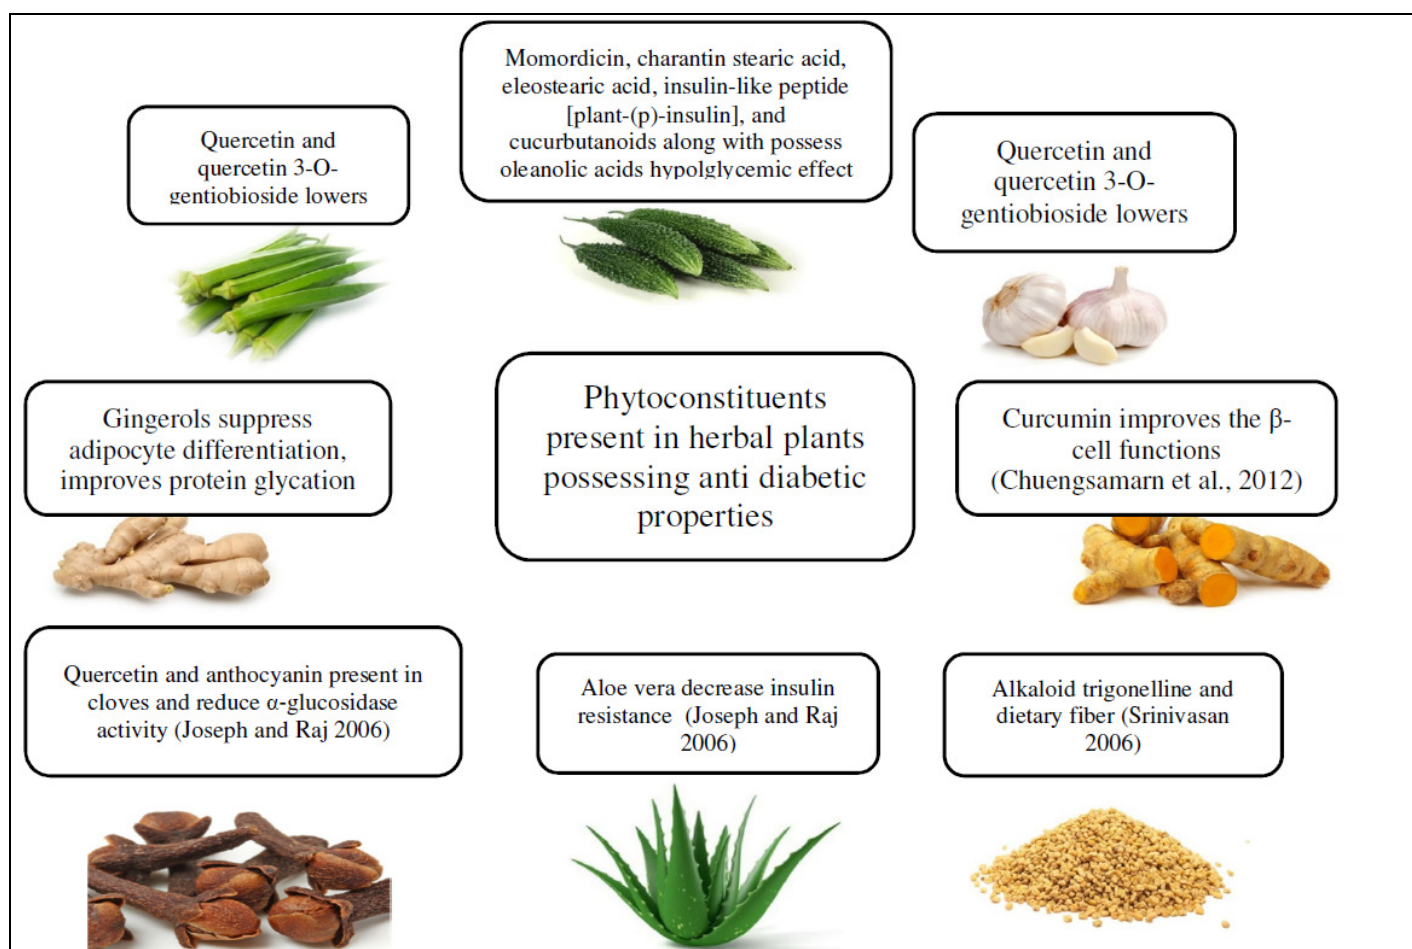 Momordicin, charantin stearic acid,
eleostearic acid, insulin-like peptide
[plant-(p)-insulin], and
cucurbutanoids along with possess
oleanolic acids hypolglycemic effect
Quercetin and
quercetin 3-O-
gentiobioside lowers
Quercetin and
quercetin 3-O-
gentiobioside lowers
Gingerols suppress
adipocyte differentiation,
improves protein glycation
Phytoconstituents
present in herbal plants
possessing anti diabetic
properties
Curcumin improves the β-
cell functions
(Chuengsamarn et al., 2012)
Quercetin and anthocyanin present in
cloves and reduce α-glucosidase
activity (Joseph and Raj 2006)
Aloe vera decrease insulin
resistance (Joseph and Raj
2006)
Alkaloid trigonelline and
dietary fiber (Srinivasan
2006)